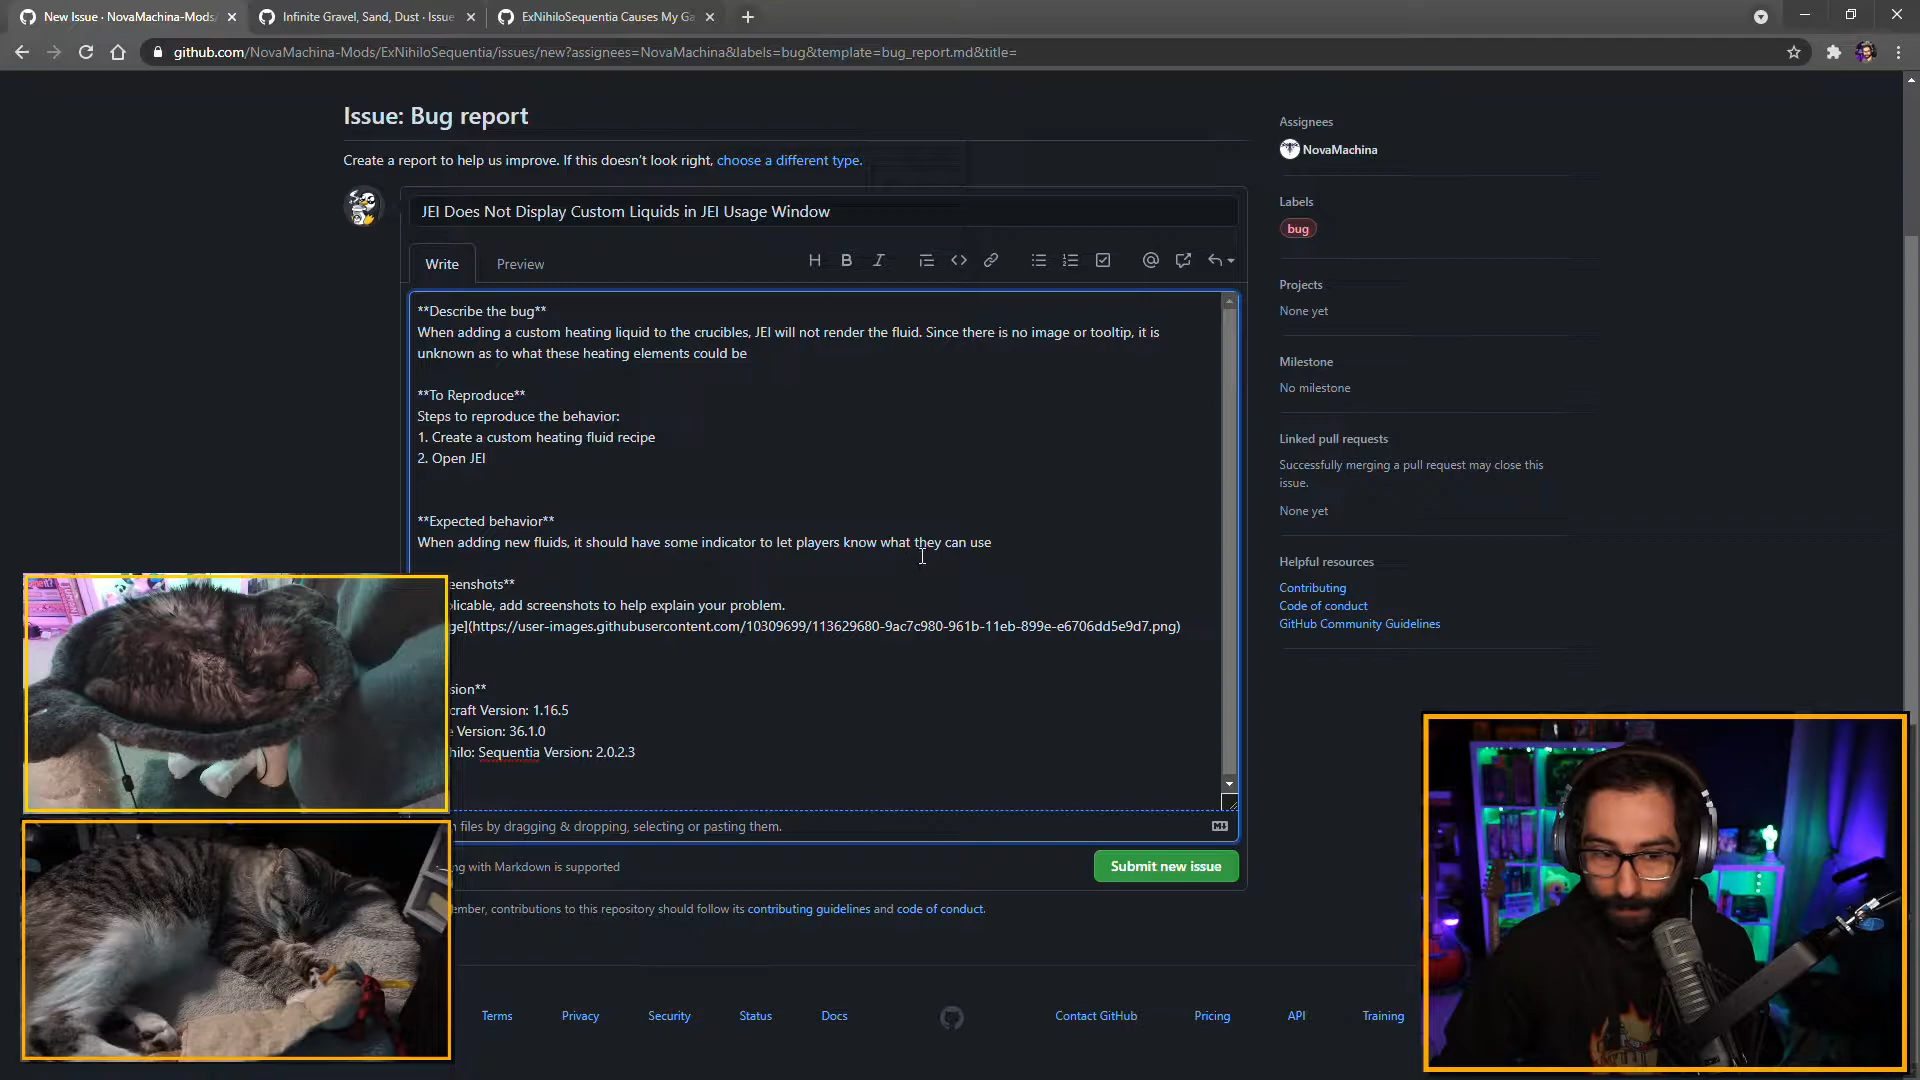 New Issue · NovaMachina-Mods/
Infinite Gravel, Sand, Dust · Issue
ExNihiloSequentia Causes My Ga
github.com/NovaMachina-Mods/ExNihiloSequentia/issues/new?assignees=NovaMachina&labels=bug&template=bug_report.md&title=
Issue: Bug report
Create a report to help us improve. If this doesn't look right, choose a different type.
JEI Does Not Display Custom Liquids in JEI Usage Window
Write
Preview
**Describe the bug**
When adding a custom heating liquid to the crucibles, JEI will not render the fluid. Since there is no image or tooltip, it is
unknown as to what these heating elements could be
**To Reproduce**
Steps to reproduce the behavior:
1. Create a custom heating fluid recipe
2. Open JEI
**Expected behavior**
When adding new fluids, it should have some indicator to let players know what they can use
eenshots**
licable, add screenshots to help explain your problem.
ge](https://user-images.githubusercontent.com/10309699/113629680-9ac7c980-961b-11eb-899e-e6706dd5e9d7.png)
sion**
craft Version: 1.16.5
e Version: 36.1.0
hilo: Sequentia Version: 2.0.2.3
files by dragging & dropping, selecting or pasting them.
ng with Markdown is supported
Submit new issue
ember, contributions to this repository should follow its contributing guidelines and code of conduct.
Assignees
NovaMachina
Labels
bug
Projects
None yet
Milestone
No milestone
Linked pull requests
Successfully merging a pull request may close this
issue.
None yet
Helpful resources
Contributing
Code of conduct
GitHub Community Guidelines
Terms
Privacy
Security
Status
Docs
Contact GitHub
Pricing
API
Training